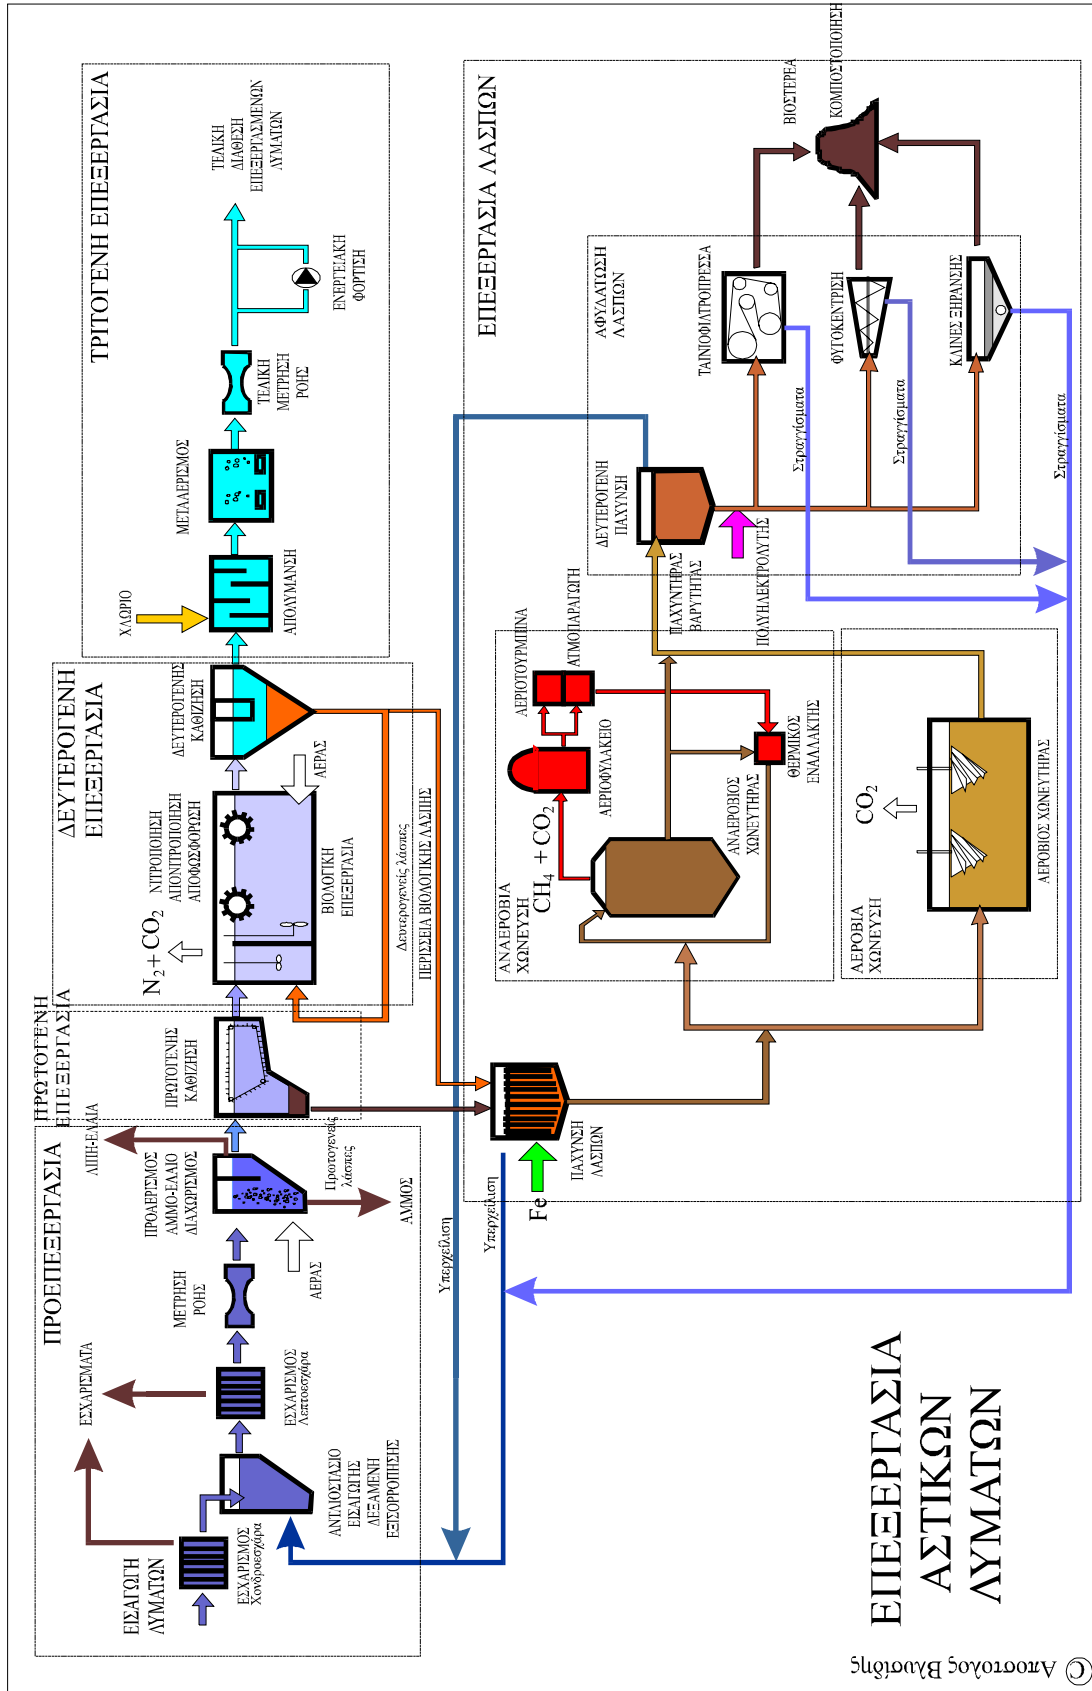 ΕΠΕΞΕΡΓΑΣΙΑ
ΑΣΤΙΚΩΝ
ΛΥΜΑΤΩΝ
© Αποστολος Βλυσίδης
ΠΡΟΕΠΕΞΕΡΓΑΣΙΑ
ΕΙΣΑΓΩΓΗ
ΛΥΜΑΤΩΝ
ΕΣΧΑΡΙΣΜΟΣ
Χονδροεσχάρα
ΑΝΤΛΙΟΣΤΑΣΙΟ
ΕΙΣΑΓΩΓΗΣ
ΔΕΞΑΜΕΝΗ
ΕΞΙΣΟΡΡΟΠΗΣΗΣ
ΕΣΧΑΡΙΣΜΑΤΑ
ΕΣΧΑΡΙΣΜΟΣ
Λεπτοεσχάρα
ΜΕΤΡΗΣΗ
ΡΟΗΣ
ΠΡΟΑΕΡΙΣΜΟΣ
ΑΜΜΟ-ΕΛΑΙΟ
ΔΙΑΧΩΡΙΣΜΟΣ
ΑΕΡΑΣ
ΛΙΠΗ-ΕΛΑΙΑ
ΑΜΜΟΣ
Πρωτογενείς
λάσπες
ΠΡΩΤΟΓΕΝΗ
ΕΠΕΞΕΡΓΑΣΙΑ
ΠΡΩΤΟΓΕΝΗΣ
ΚΑΘΙΖΗΣΗ
ΔΕΥΤΕΡΟΓΕΝΗ
ΕΠΕΞΕΡΓΑΣΙΑ
N2 + CO2
ΝΙΤΡΟΠΟΙΗΣΗ
ΑΠΟΝΙΤΡΟΠΟΙΗΣΗ
ΑΠΟΦΩΣΦΟΡΩΣΗ
ΒΙΟΛΟΓΙΚΗ
ΕΠΕΞΕΡΓΑΣΙΑ
ΑΕΡΑΣ
ΔΕΥΤΕΡΟΓΕΝΗΣ
ΚΑΘΙΖΗΣΗ
Δευτερογενείς λάσπες
ΠΕΡΙΣΣΕΙΑ ΒΙΟΛΟΓΙΚΗΣ ΛΑΣΠΗΣ
ΤΡΙΤΟΓΕΝΗ ΕΠΕΞΕΡΓΑΣΙΑ
ΧΛΩΡΙΟ
ΑΠΟΛΥΜΑΝΣΗ
ΜΕΤΑΑΕΡΙΣΜΟΣ
ΤΕΛΙΚΗ
ΜΕΤΡΗΣΗ
ΡΟΗΣ
ΕΝΕΡΓΕΙΑΚΗ
ΦΟΡΤΙΣΗ
ΤΕΛΙΚΗ
ΔΙΑΘΕΣΗ
ΕΠΕΞΕΡΓΑΣΜΕΝΩΝ
ΛΥΜΑΤΩΝ
ΕΠΕΞΕΡΓΑΣΙΑ ΛΑΣΠΩΝ
Υπερχείλιση
Υπερχείλιση
Fe
ΠΑΧΥΝΣΗ
ΛΑΣΠΩΝ
ΑΝΑΕΡΟΒΙΑ
ΧΩΝΕΥΣΗ
CH4 + CO2
ΑΕΡΙΟΦΥΛΑΚΕΙΟ
ΑΕΡΙΟΤΟΥΡΜΠΙΝΑ
ΑΤΜΟΠΑΡΑΓΩΓΗ
ΑΝΑΕΡΟΒΙΟΣ
ΧΩΝΕΥΤΗΡΑΣ
ΘΕΡΜΙΚΟΣ
ΕΝΑΛΛΑΚΤΗΣ
ΑΕΡΟΒΙΑ
ΧΩΝΕΥΣΗ
CO2
ΑΕΡΟΒΙΟΣ ΧΩΝΕΥΤΗΡΑΣ
ΑΦΥΔΑΤΩΣΗ
ΛΑΣΠΩΝ
ΔΕΥΤΕΡΟΓΕΝΗ
ΠΑΧΥΝΣΗ
ΠΑΧΥΝΤΗΡΑΣ
ΒΑΡΥΤΗΤΑΣ
ΠΟΛΥΗΛΕΚΤΡΟΛΥΤΗΣ
ΤΑΙΝΙΟΦΙΛΤΡΟΠΡΕΣΣΑ
Στραγγίσματα
ΦΥΓΟΚΕΝΤΡΙΣΗ
Στραγγίσματα
ΚΛΙΝΕΣ ΞΗΡΑΝΣΗΣ
Στραγγίσματα
ΒΙΟΣΤΕΡΕΑ
ΚΟΜΠΟΣΤΟΠΟΙΗΣΗ